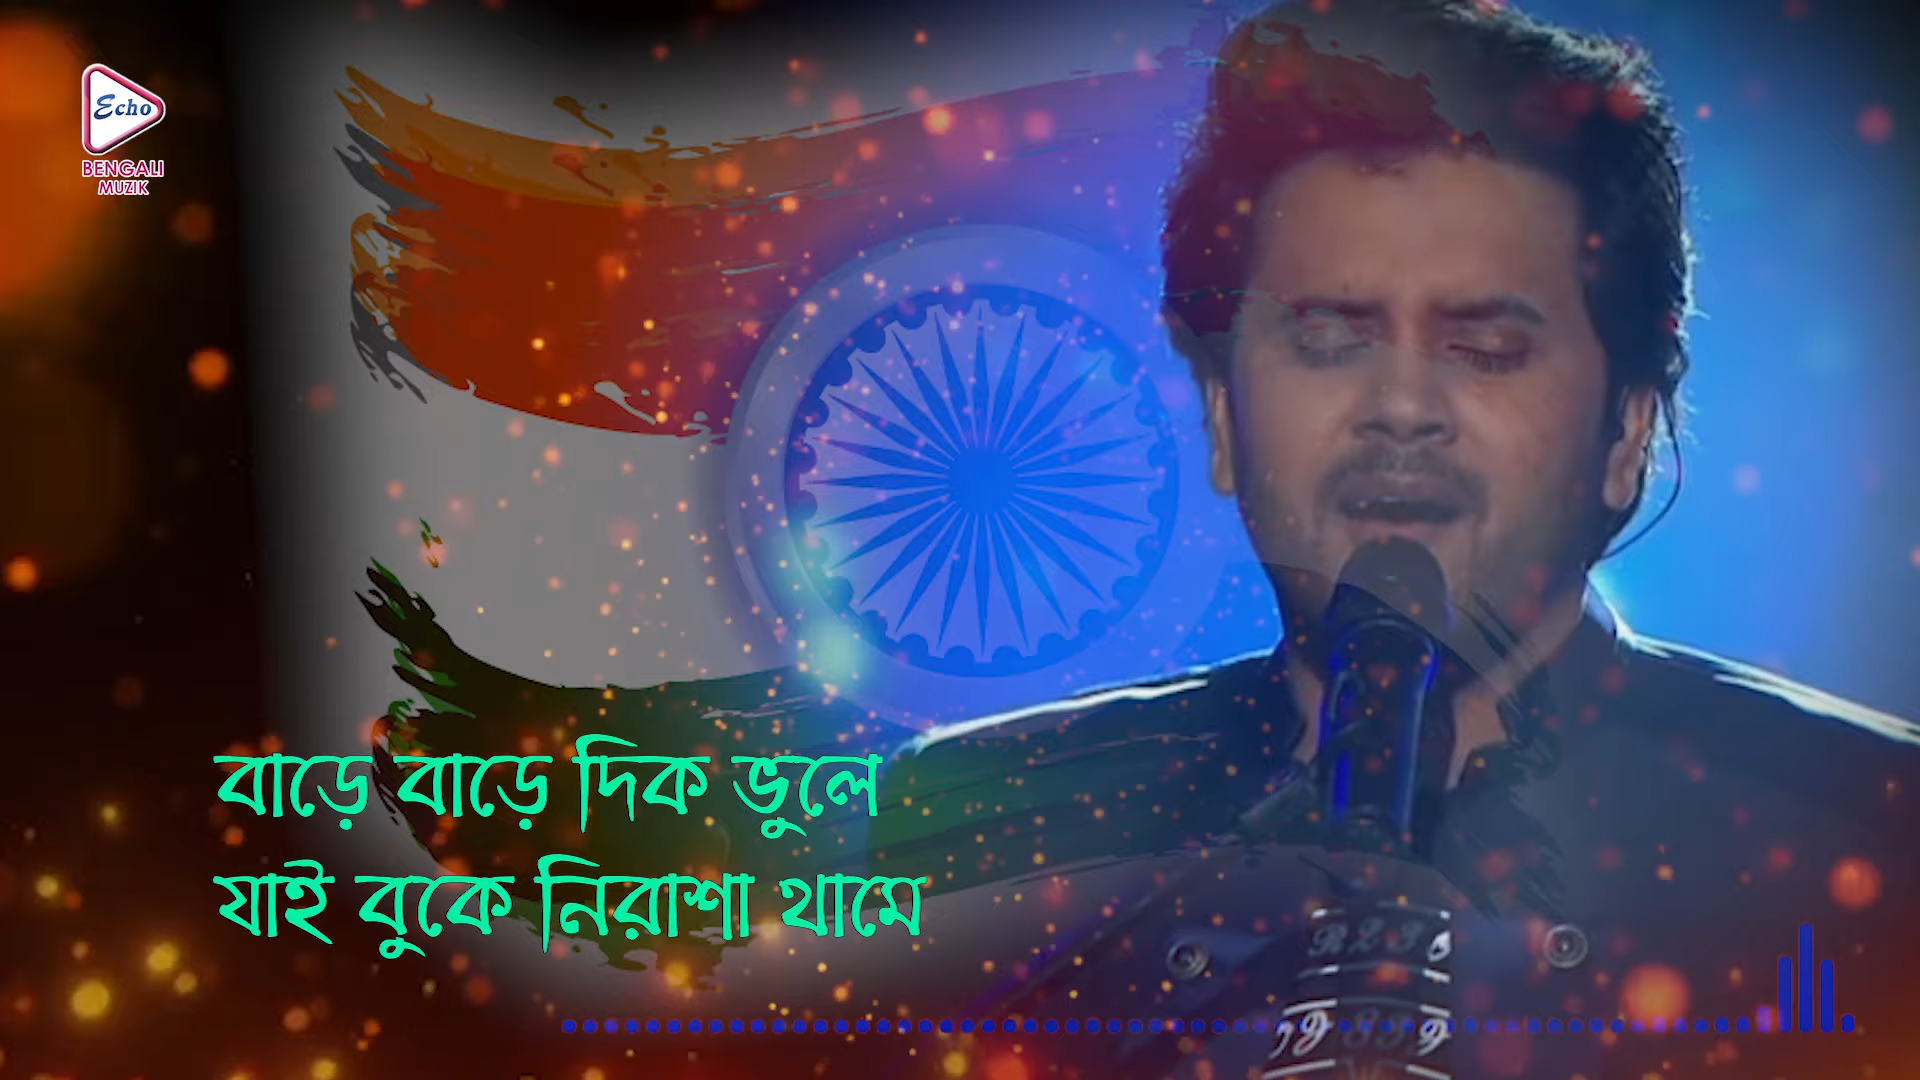 Echo
BENGALI
MUZIK
বাড়ে বাড়ে দিক ভুলে
যাই বুকে নিরাশা থামে